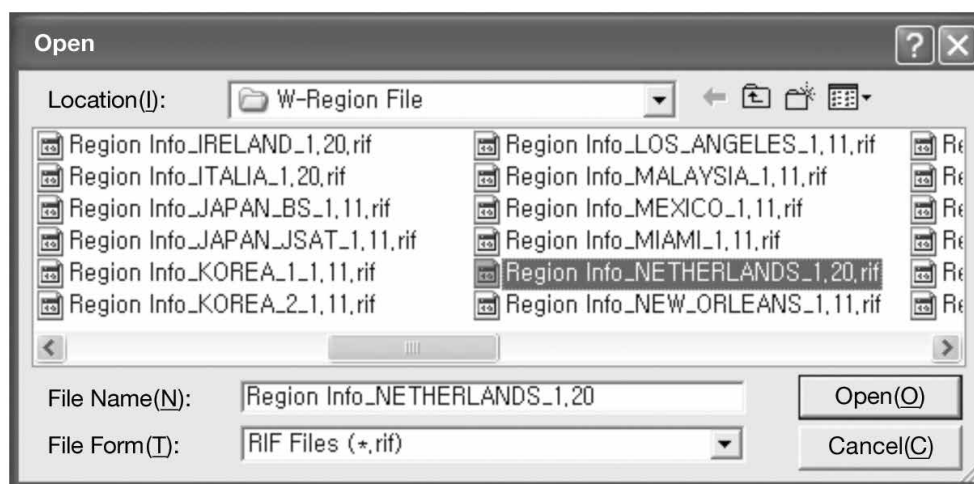 Open
Location(I):
W-Region File
Region Info_IRELAND_1,20,rif
Region Info_ITALIA_1,20,rif
Region Info_JAPAN_BS_1,11,rif
Region Info_JAPAN_JSAT_1,11,rif
Region Info_KOREA_1_1,11,rif
Region Info_KOREA_2_1,11,rif
Region Info_LOS_ANGELES_1,11,rif
Region Info_MALAYSIA_1,11,rif
Region Info_MEXICO_1,11,rif
Region Info_MIAMI_1,11,rif
Region Info_NETHERLANDS_1,20,rif
Region Info_NEW_ORLEANS_1,11,rif
File Name(N):
Region Info_NETHERLANDS_1,20
Open(O)
File Form(T):
RIF Files (*,rif)
Cancel(C)